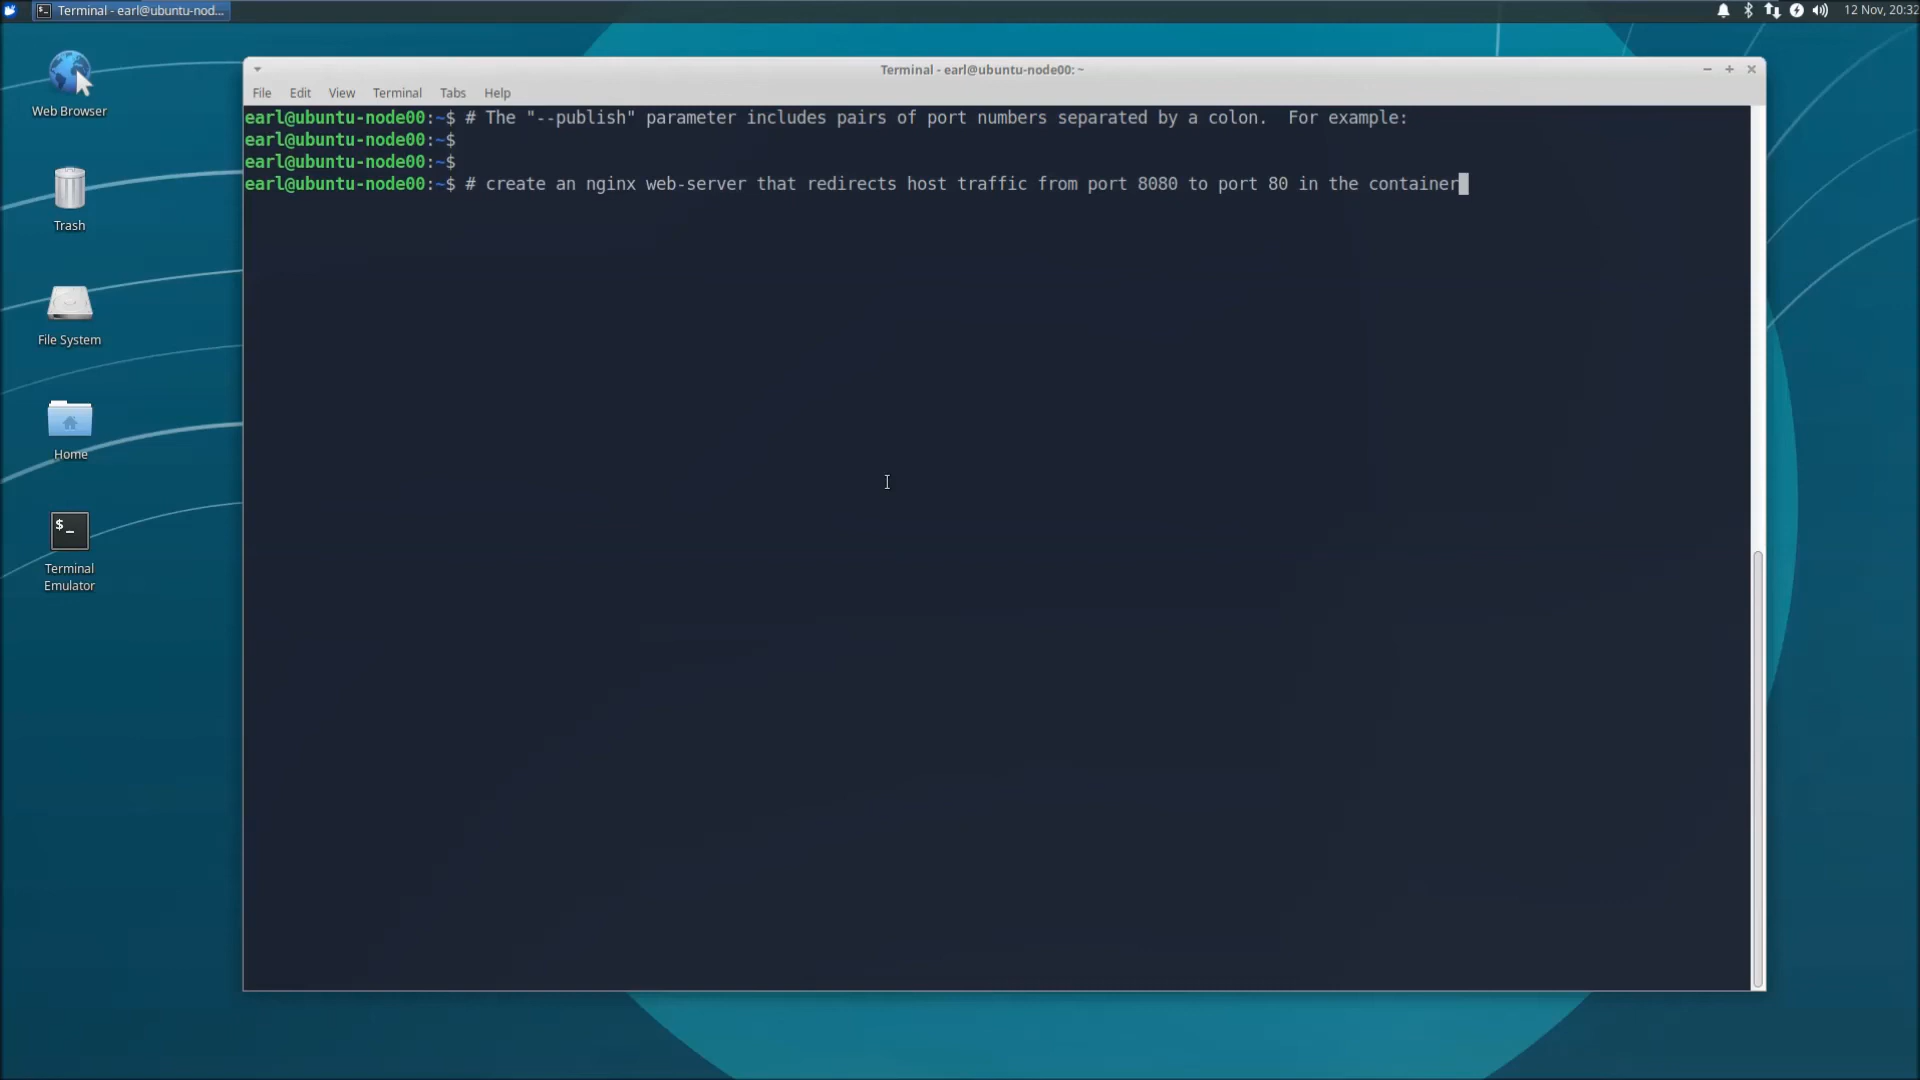 Terminal - earl@ubuntu-nod...
12 Nov, 20:32
Web Browser
Trash
File System
Home
$ _
Terminal
Emulator
Terminal - earl@ubuntu-node00: ~
File Edit View Terminal Tabs Help
earl@ubuntu-node00:~$ # The "--publish" parameter includes pairs of port numbers separated by a colon.  For example:
earl@ubuntu-node00:~$
earl@ubuntu-node00:~$
earl@ubuntu-node00:~$ # create an nginx web-server that redirects host traffic from port 8080 to port 80 in the container